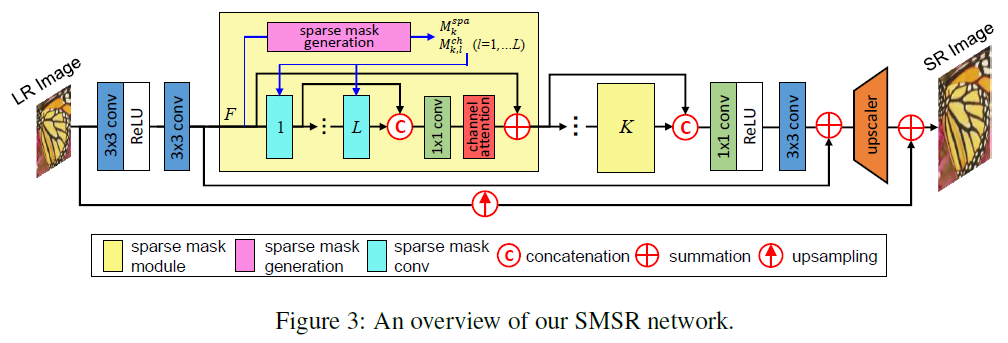 LR Image
3x3 conv
ReLU
3x3 conv
F
sparse mask
generation
M_k^{spa}
M_{k,l}^{ch} (l=1,...L)
1
⋮
L
C
1x1 conv
channel
attention
⋮
K
C
1x1 conv
ReLU
3x3 conv
upscaler
SR Image
sparse mask
module
sparse mask
generation
sparse mask
conv
C
concatenation
summation
upsampling
Figure 3: An overview of our SMSR network.